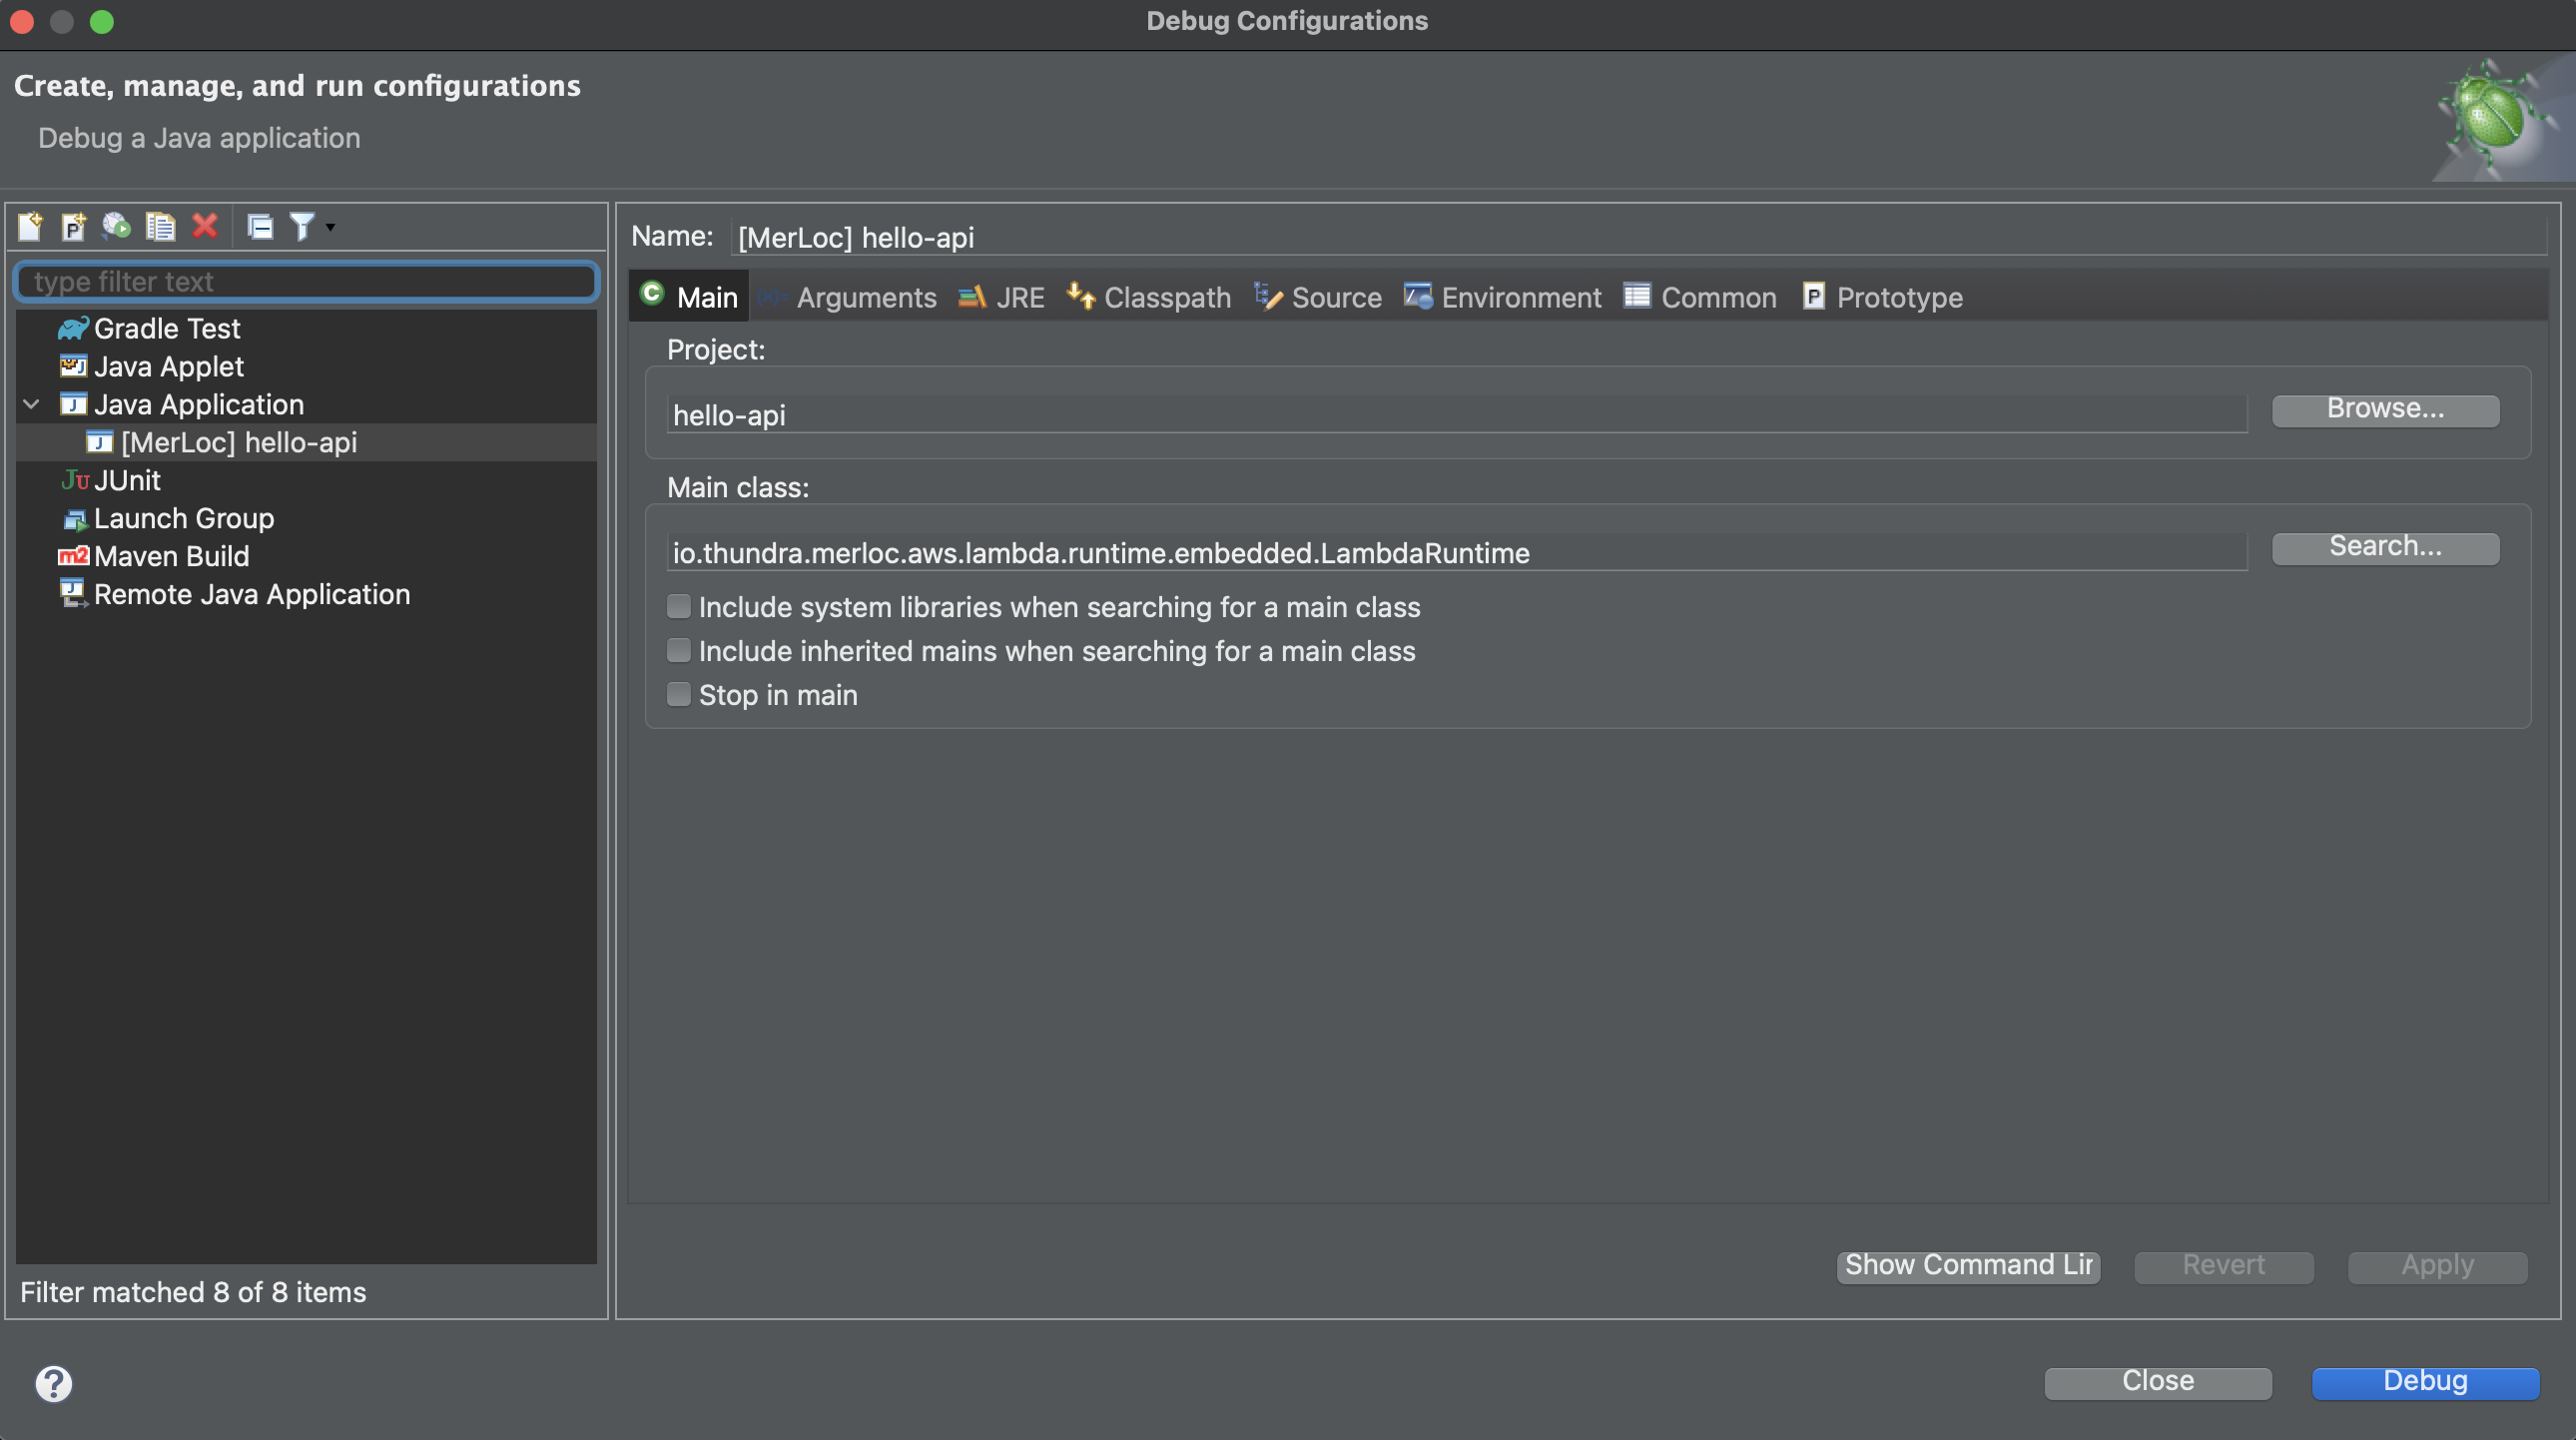 Debug Configurations
Create, manage, and run configurations
Debug a Java application
type filter text
Gradle Test
Java Applet
Java Application
[MerLoc] hello-api
JUnit
Launch Group
Maven Build
Remote Java Application
Filter matched 8 of 8 items
Name: [MerLoc] hello-api
Main Arguments JRE Classpath Source Environment Common Prototype
Project:
hello-api Browse...
Main class:
io.thundra.merloc.aws.lambda.runtime.embedded.LambdaRuntime Search...
Include system libraries when searching for a main class
Include inherited mains when searching for a main class
Stop in main
Show Command Lir Revert Apply
Close Debug